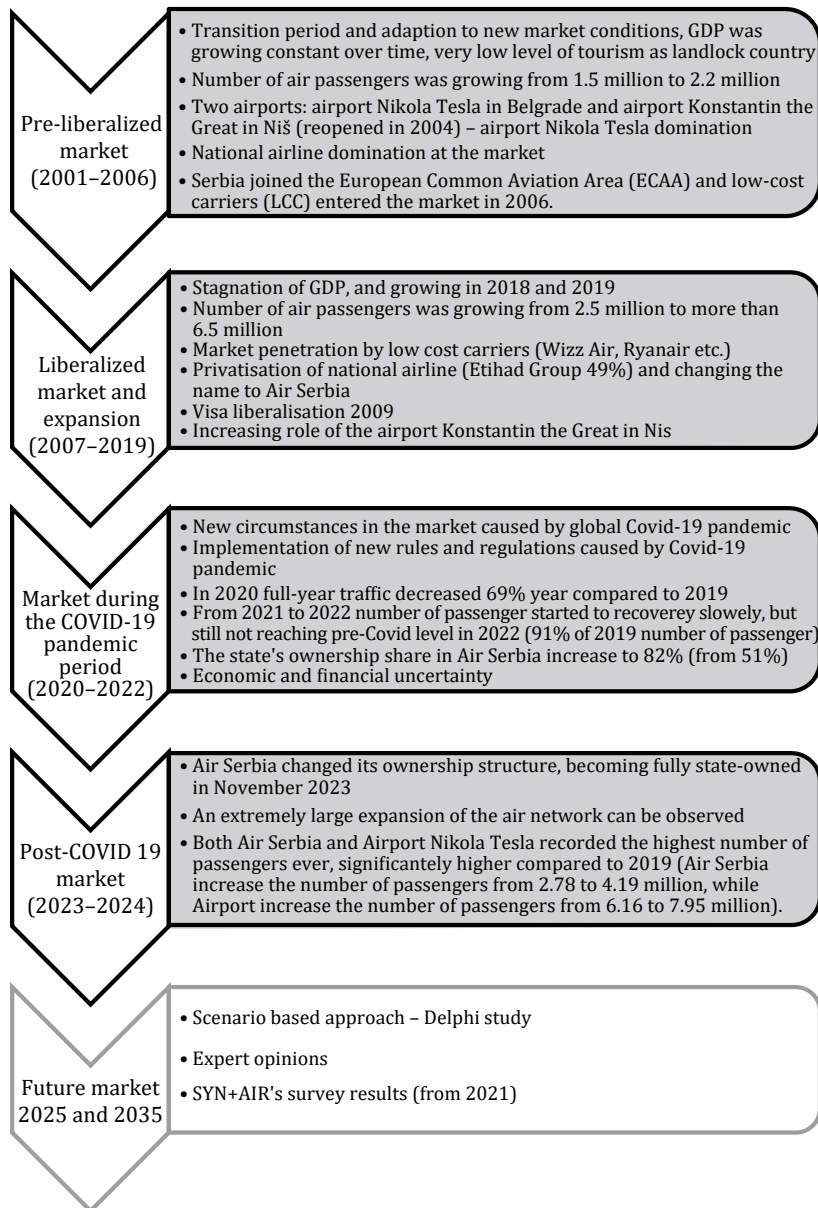 Pre-liberalized
market
(2001–2006)
• Transition period and adaption to new market conditions, GDP was
growing constant over time, very low level of tourism as landlock country
• Number of air passengers was growing from 1.5 million to 2.2 million
• Two airports: airport Nikola Tesla in Belgrade and airport Konstantin the
Great in Niš (reopened in 2004) – airport Nikola Tesla domination
• National airline domination at the market
• Serbia joined the European Common Aviation Area (ECAA) and low-cost
carriers (LCC) entered the market in 2006.
Liberalized
market and
expansion
(2007–2019)
• Stagnation of GDP, and growing in 2018 and 2019
• Number of air passengers was growing from 2.5 million to more than
6.5 million
• Market penetration by low cost carriers (Wizz Air, Ryanair etc.)
• Privatisation of national airline (Etihad Group 49%) and changing the
name to Air Serbia
• Visa liberalisation 2009
• Increasing role of the airport Konstantin the Great in Nis
Market during
the COVID-19
pandemic
period
(2020–2022)
• New circumstances in the market caused by global Covid-19 pandemic
• Implementation of new rules and regulations caused by Covid-19
pandemic
• In 2020 full-year traffic decreased 69% year compared to 2019
• From 2021 to 2022 number of passenger started to recoverey slowely, but
still not reaching pre-Covid level in 2022 (91% of 2019 number of passenger)
• The state's ownership share in Air Serbia increase to 82% (from 51%)
• Economic and financial uncertainty
Post-COVID 19
market
(2023–2024)
• Air Serbia changed its ownership structure, becoming fully state-owned
in November 2023
• An extremely large expansion of the air network can be observed
• Both Air Serbia and Airport Nikola Tesla recorded the highest number of
passengers ever, significantely higher compared to 2019 (Air Serbia
increase the number of passengers from 2.78 to 4.19 million, while
Airport increase the number of passengers from 6.16 to 7.95 million).
Future market
2025 and 2035
• Scenario based approach – Delphi study
• Expert opinions
• SYN+AIR's survey results (from 2021)